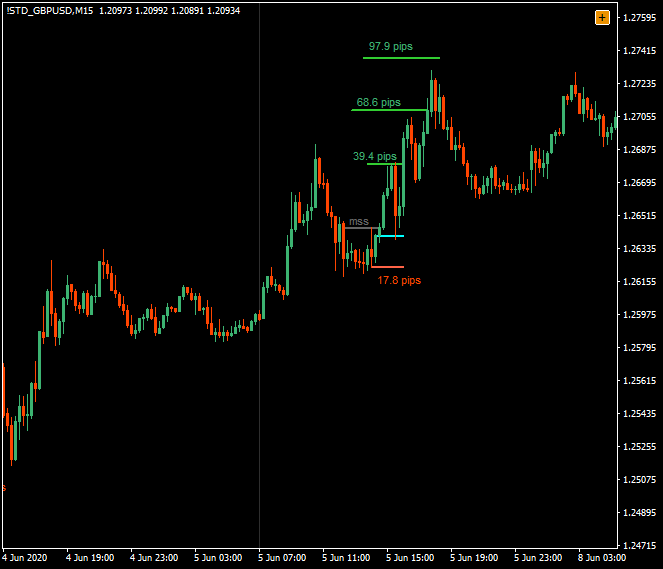 !STD_GBPUSD,M15 1.20973 1.20992 1.20891 1.20934
+
1.27595
97.9 pips
1.27415
1.27235
68.6 pips
1.27055
39.4 pips
1.26875
1.26695
mss
1.26515
1.26335
17.8 pips
1.26155
1.25975
1.25795
1.25615
1.25435
1.25255
1.25075
s
1.24895
1.24715
4 Jun 2020 4 Jun 19:00 4 Jun 23:00 5 Jun 03:00 5 Jun 07:00 5 Jun 11:00 5 Jun 15:00 5 Jun 19:00 5 Jun 23:00 8 Jun 03:00